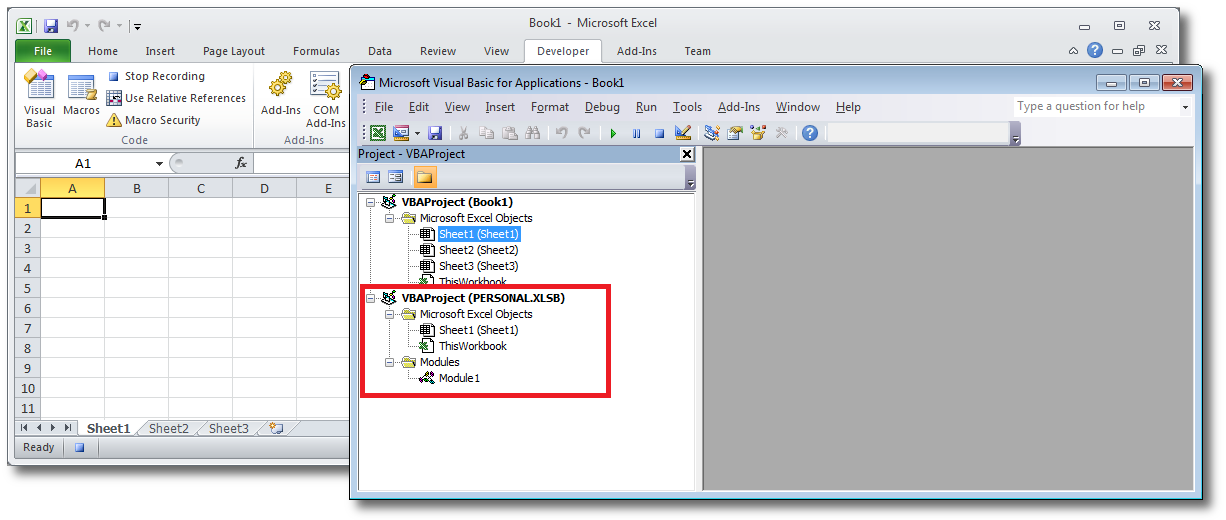 Book1 - Microsoft Excel
File Home Insert Page Layout Formulas Data Review View Developer Add-Ins Team
Visual Basic
Macros
Stop Recording
Use Relative References
Macro Security
Code
Add-Ins
COM Add-Ins
Add-Ins
A1 fx
A B C D E
1
2
3
4
5
6
7
8
9
10
11
Sheet1 Sheet2 Sheet3
Ready
Microsoft Visual Basic for Applications - Book1
File Edit View Insert Format Debug Run Tools Add-Ins Window Help Type a question for help
Project - VBAProject
VBAProject (Book1)
Microsoft Excel Objects
Sheet1 (Sheet1)
Sheet2 (Sheet2)
Sheet3 (Sheet3)
ThisWorkbook
VBAProject (PERSONAL.XLSB)
Microsoft Excel Objects
Sheet1 (Sheet1)
ThisWorkbook
Modules
Module1